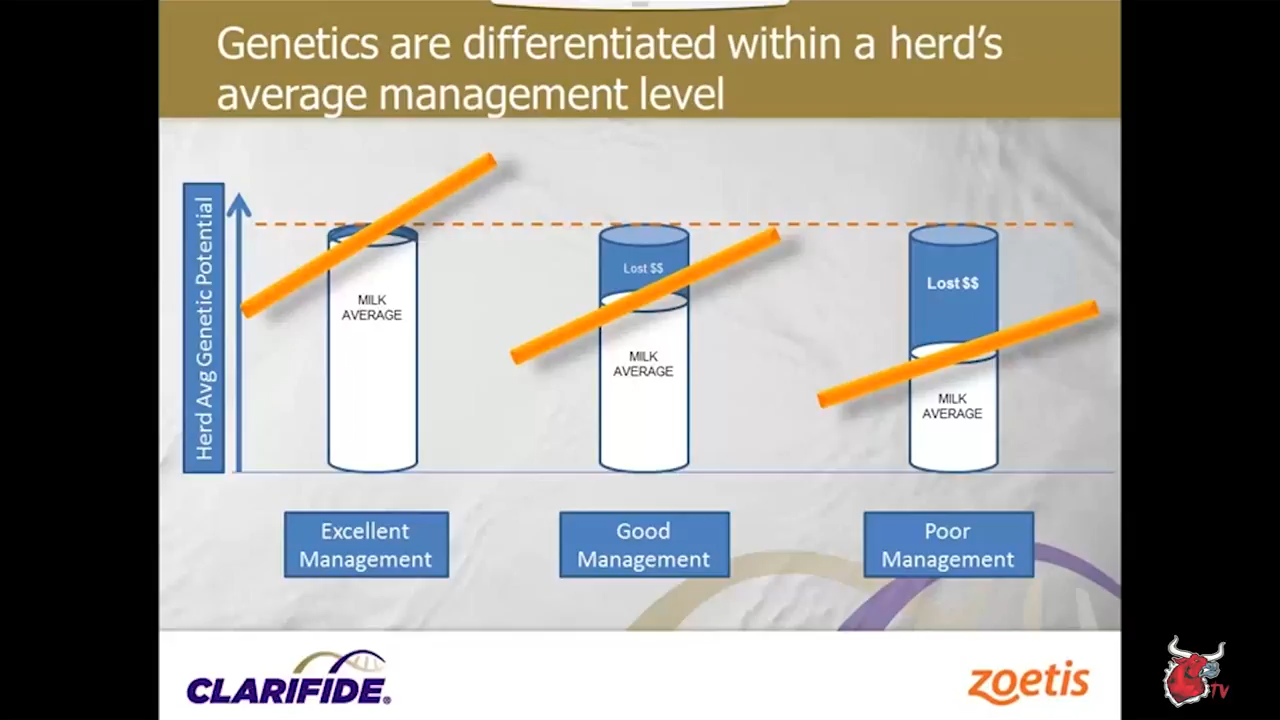 Genetics are differentiated within a herd's
average management level
Herd Avg Genetic Potential
MILK
AVERAGE
Lost $$
MILK
AVERAGE
Lost $$
MILK
AVERAGE
Excellent
Management
Good
Management
Poor
Management
CLARIFIDE®
zoetis
TV